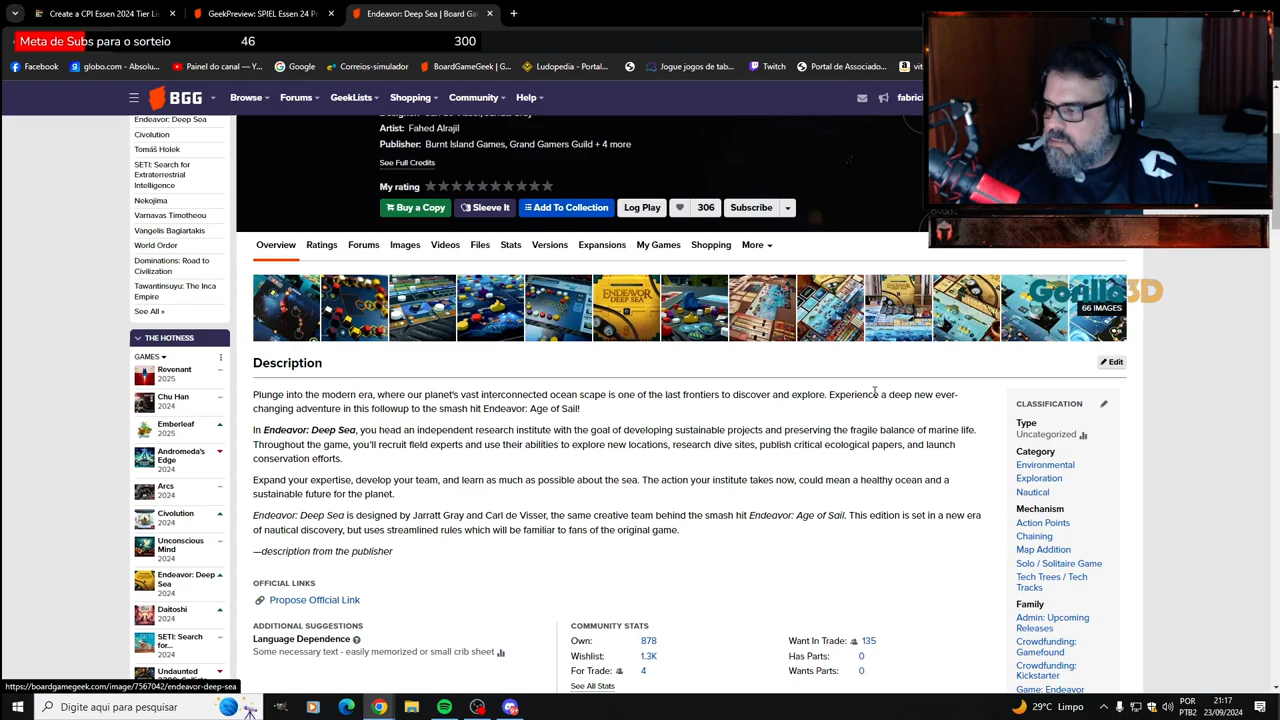 Create a CPI Essen 2024 Tier Lis
GeekPreview: SPIEL Essen 24 P
Endeavor: Deep Sea | Board Gam
Meta de Subs para o sorteio 46 300
Facebook
globo.com - Absolut
Painel do canal — Y
Google
Correios-simulador
BoardGameGeek |
Ludopedia -
Jogue jogos de tabu
Twitch
Portal de Associado
BGG
Browse
Forums
GeekLists
Shopping
Community
Help
fabrici
Endeavor: Deep Sea
Civolution
Tomáš Holek
SETI: Search for
Extraterrestrial
Intelligence
Nekojima
Varnavas Timotheou
Vangelis Bagiartakis
World Order
Dominations: Road to
Civilization
Tawantinsuyu: The Inca
Empire
See All »
THE HOTNESS
GAMES
Revenant
2025
Chu Han
2024
Emberleaf
2025
Andromeda's
Edge
2024
Arcs
2024
Civolution
2024
Unconscious
Mind
2024
Endeavor: Deep
Sea
2024
Daitoshi
2024
SETI: Search
for...
2024
Undaunted
Artist: Fahed Alrajil
Publisher: Burnt Island Games, Grand Gamers Guild + 4 more
See Full Credits
My rating
Buy a Copy
Sleeve It
Add To Collection
Log Play
306
Subscribe
Overview Ratings Forums Images Videos Files Stats Versions Expansions My Games Shopping More
ENDEAVOR
DEEP SEA
Gorilla3D
66 IMAGES
Description
Edit
Plunge into the modern era, where our planet's vast interconnected ocean scape is one of the last frontiers to discover and explore. Experience a deep new ever-
changing adventure in this followup to the smash hit Endeavor: Age of Sail!
In Endeavor: Deep Sea, you head an independent research institute with the goal of developing sustainable projects and preserving the fragile balance of marine life.
Throughout the game, you'll recruit field experts and use their abilities to explore new locations, research dive sites, publish critical ecological papers, and launch
conservation efforts.
Expand your expertise, develop your team, and learn as much as possible about the sea. The action your institute takes now, could mean a healthy ocean and a
sustainable future for the planet.
Endeavor: Deep Sea is designed by Jarratt Gray and Carl de Visser, the same creative team behind the smash hit Endeavor: Age of Sail. This edition is set in a new era
of nautical discovery, but uses streamlined rules which will be familiar to fans of the original game.
—description from the publisher
OFFICIAL LINKS
Propose Official Link
ADDITIONAL SUGGESTIONS
Language Dependence
Some necessary text - easily memorized or small crib sheet
COMMUNITY STATS
Own: 878
Wishlist: 1.3K
For Trade: 4
See All Stats
Want In Trade: 135
Has Parts: 0
Wants Parts: 0
CLASSIFICATION
Type
Uncategorized
Category
Environmental
Exploration
Nautical
Mechanism
Action Points
Chaining
Map Addition
Solo / Solitaire Game
Tech Trees / Tech
Tracks
Family
Admin: Upcoming
Releases
Crowdfunding:
Gamefound
Crowdfunding:
Kickstarter
Game: Endeavor
https://boardgamegeek.com/image/7567042/endeavor-deep-sea
Digite aqui para pesquisar
29°C Limpo
POR
PTB2
21:17
23/09/2024